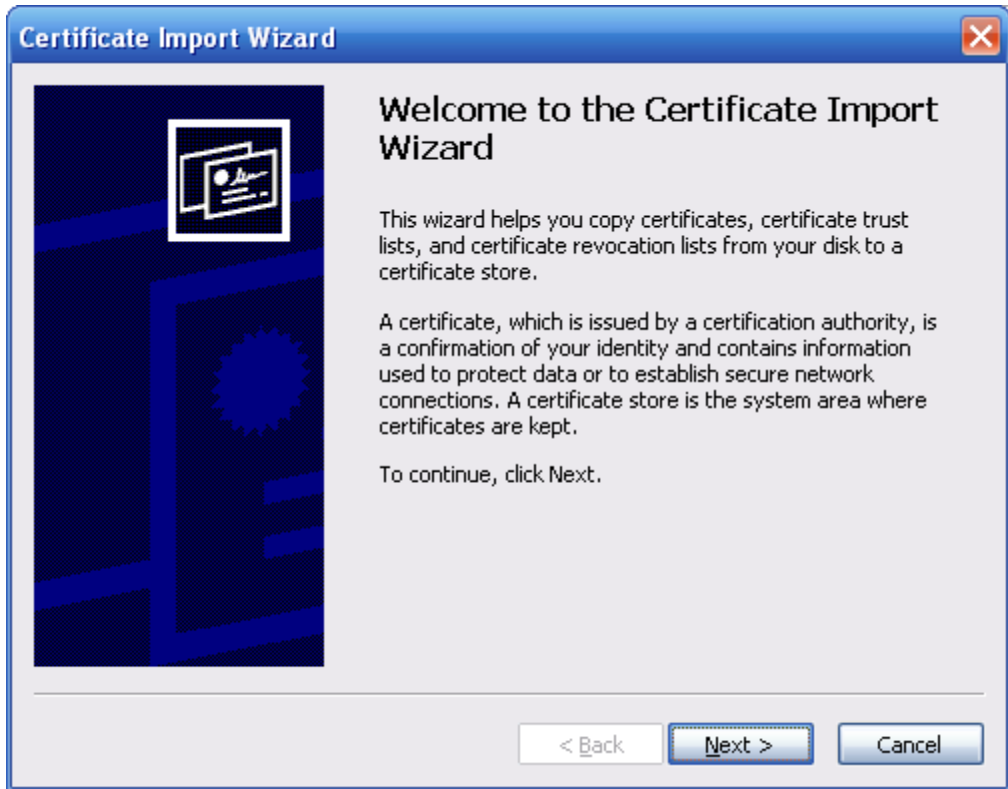 Certificate Import Wizard
Welcome to the Certificate Import
Wizard
This wizard helps you copy certificates, certificate trust
lists, and certificate revocation lists from your disk to a
certificate store.
A certificate, which is issued by a certification authority, is
a confirmation of your identity and contains information
used to protect data or to establish secure network
connections. A certificate store is the system area where
certificates are kept.
To continue, click Next.
< Back
Next >
Cancel